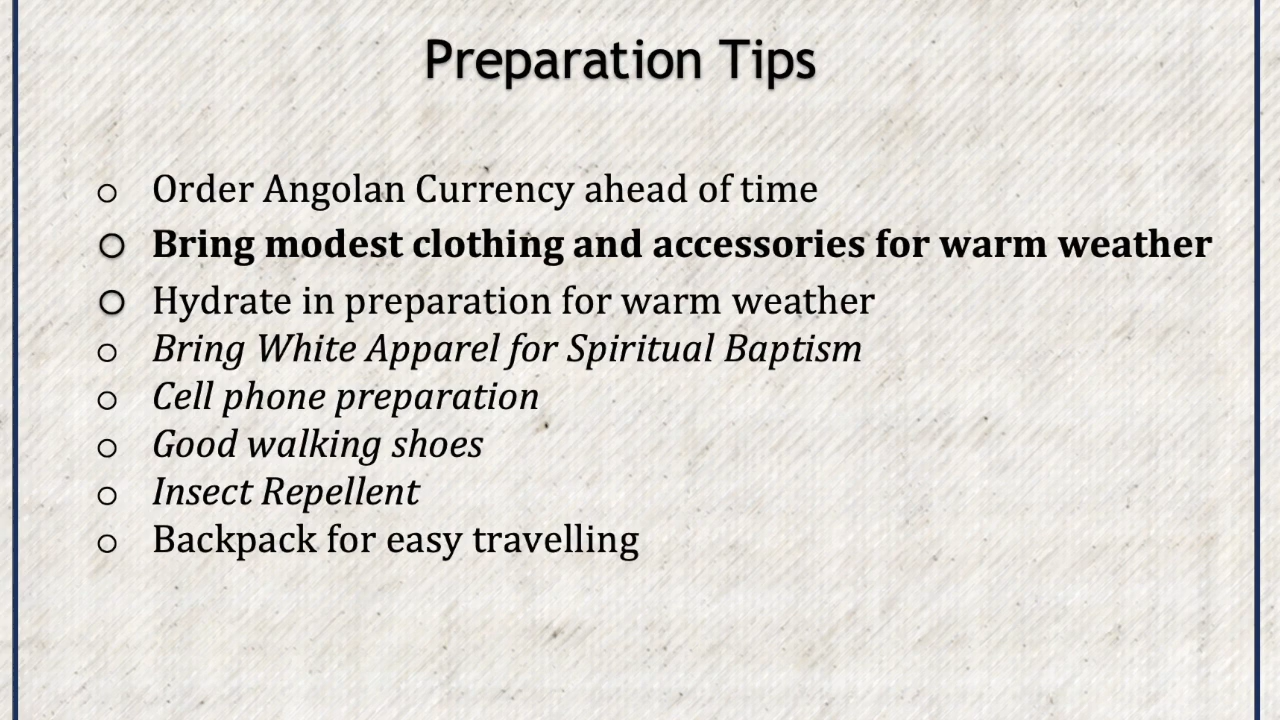 Preparation Tips
o Order Angolan Currency ahead of time
o Bring modest clothing and accessories for warm weather
o Hydrate in preparation for warm weather
o Bring White Apparel for Spiritual Baptism
o Cell phone preparation
o Good walking shoes
o Insect Repellent
o Backpack for easy travelling